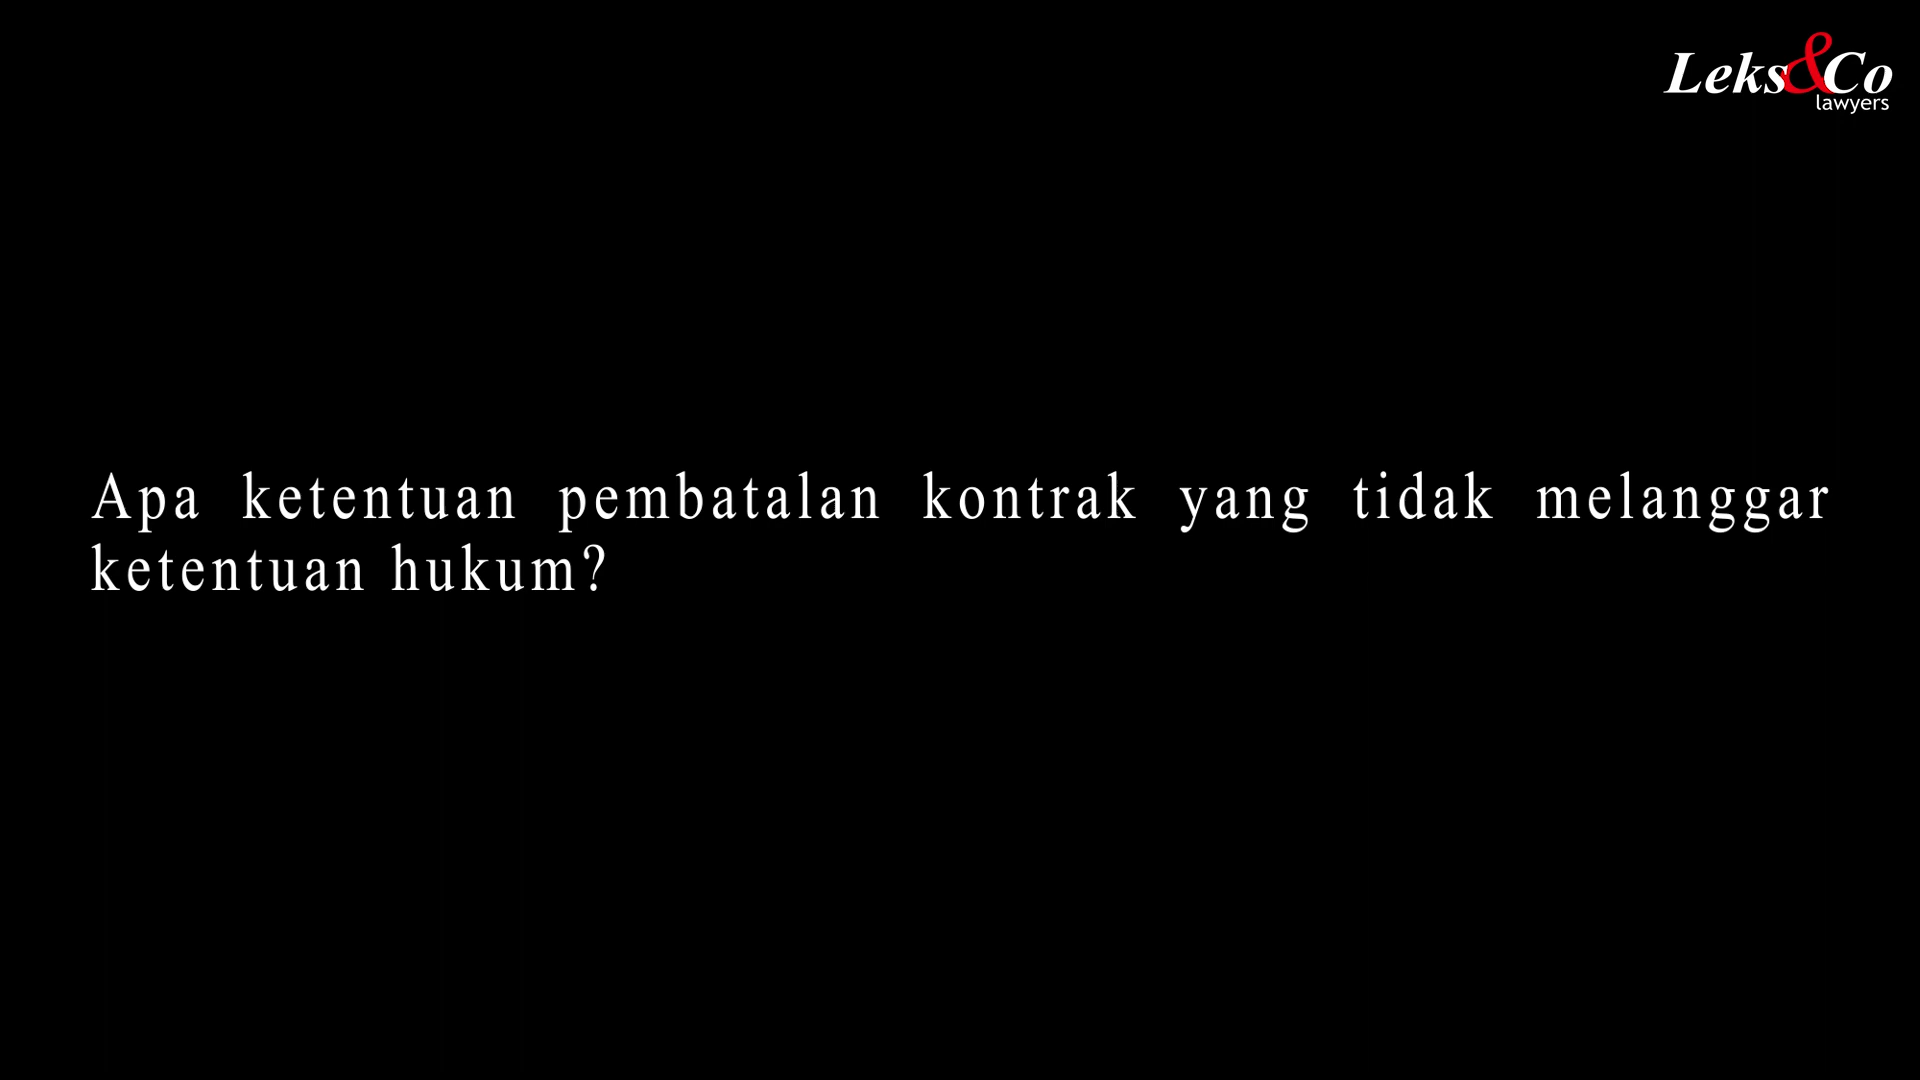 Leks&Co
lawyers
Apa ketentuan pembatalan kontrak yang tidak melanggar
ketentuan hukum?